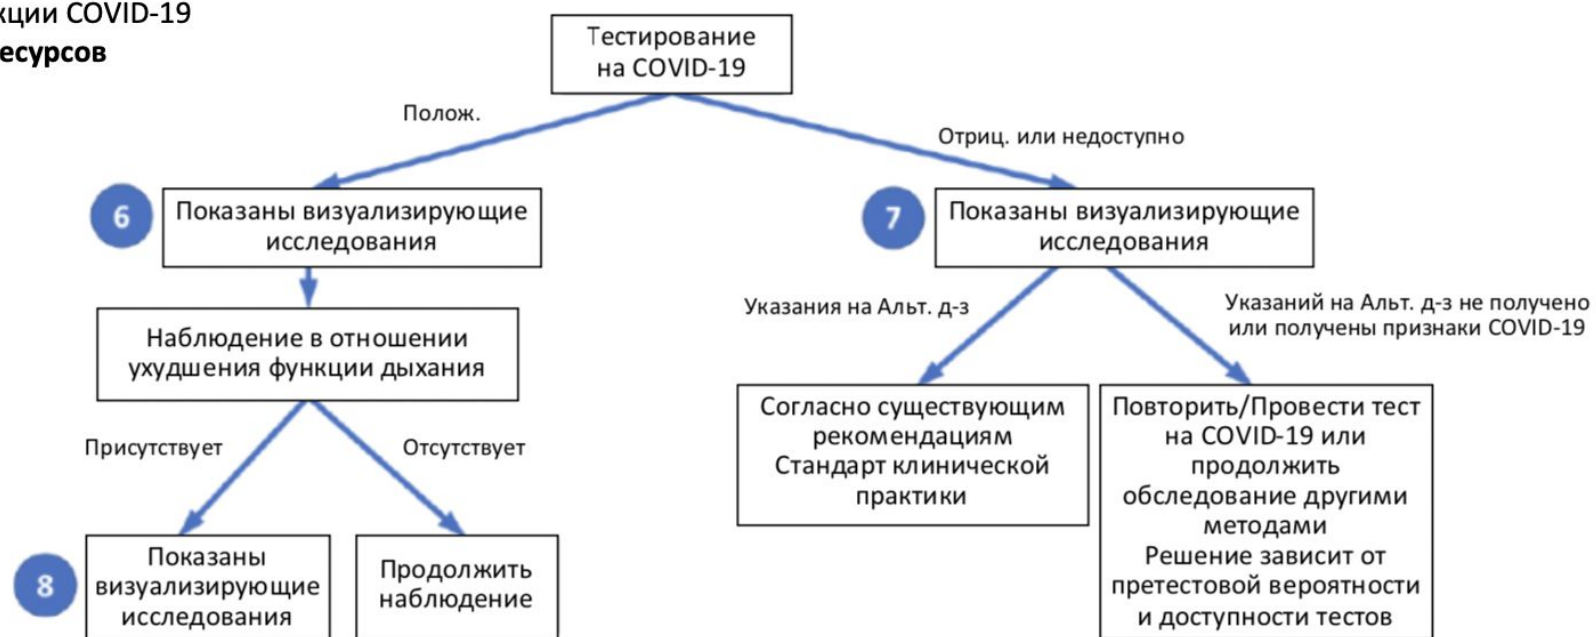 кции COVID-19
есурсов
Тестирование
на COVID-19
Полож.
Отриц. или недоступно
6
Показаны визуализирующие
исследования
7
Показаны визуализирующие
исследования
Указания на Альт. д-з
Указаний на Альт. д-з не получено
или получены признаки COVID-19
Наблюдение в отношении
ухудшения функции дыхания
Согласно существующим
рекомендациям
Стандарт клинической
практики
Повторить/Провести тест
на COVID-19 или
продолжить
обследование другими
методами
Решение зависит от
претестовой вероятности
и доступности тестов
Присутствует
Отсутствует
8
Показаны
визуализирующие
исследования
Продолжить
наблюдение